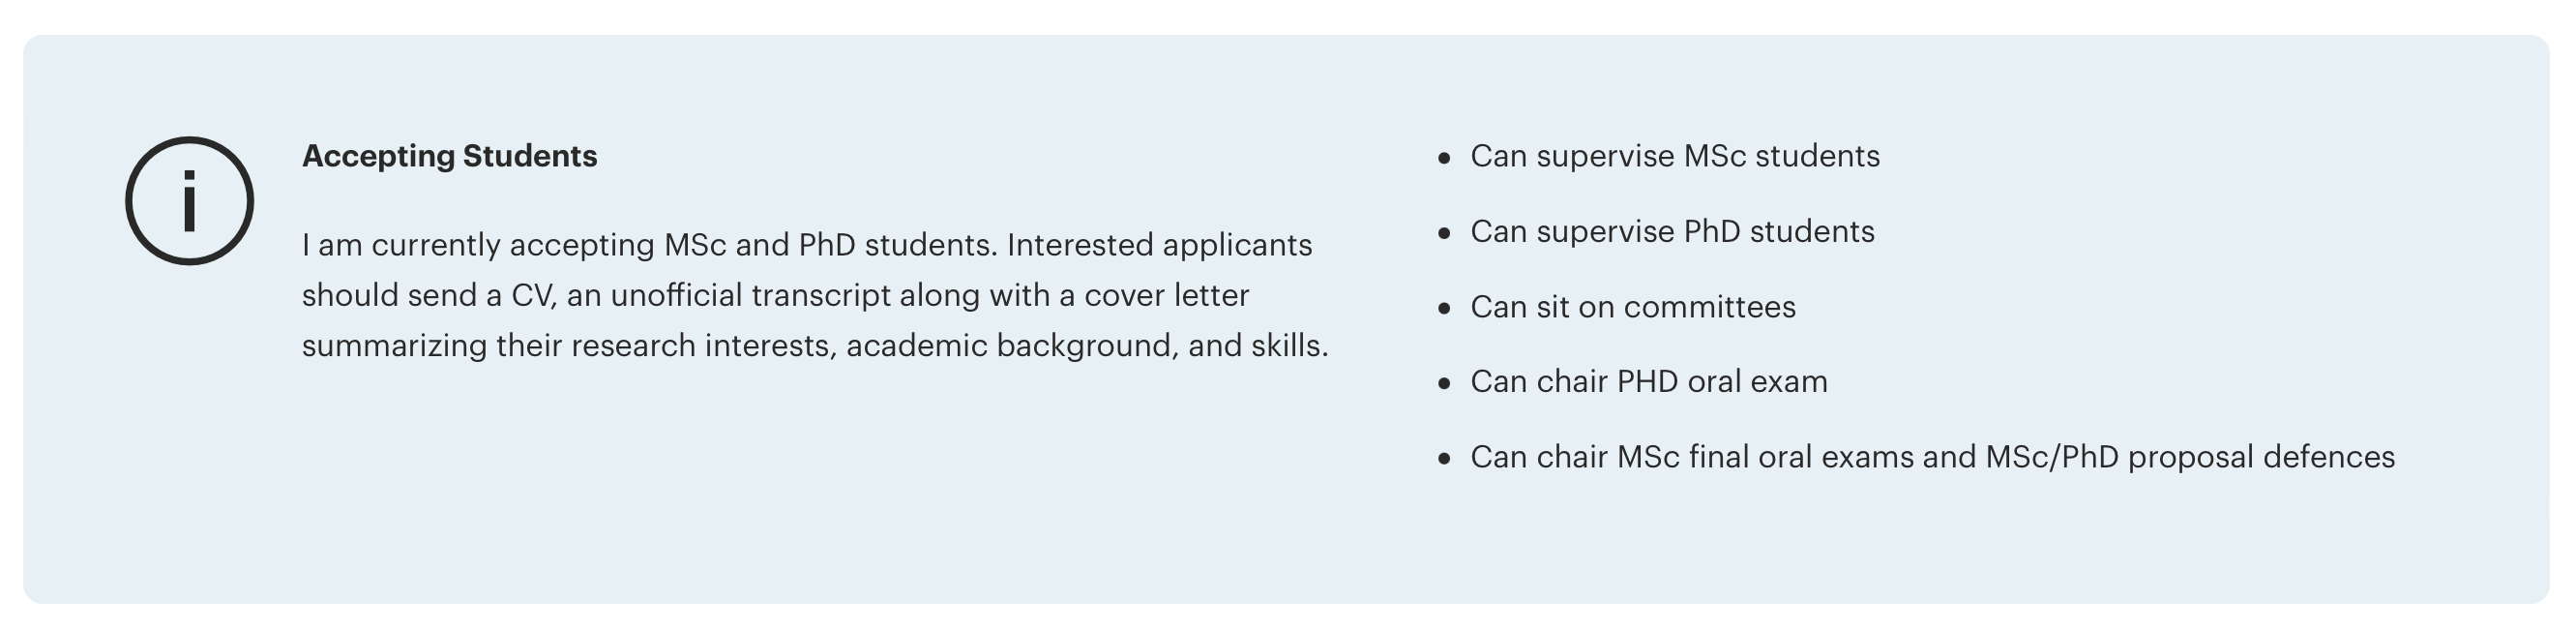 i
Accepting Students
I am currently accepting MSc and PhD students. Interested applicants
should send a CV, an unofficial transcript along with a cover letter
summarizing their research interests, academic background, and skills.
• Can supervise MSc students
• Can supervise PhD students
• Can sit on committees
• Can chair PHD oral exam
• Can chair MSc final oral exams and MSc/PhD proposal defences